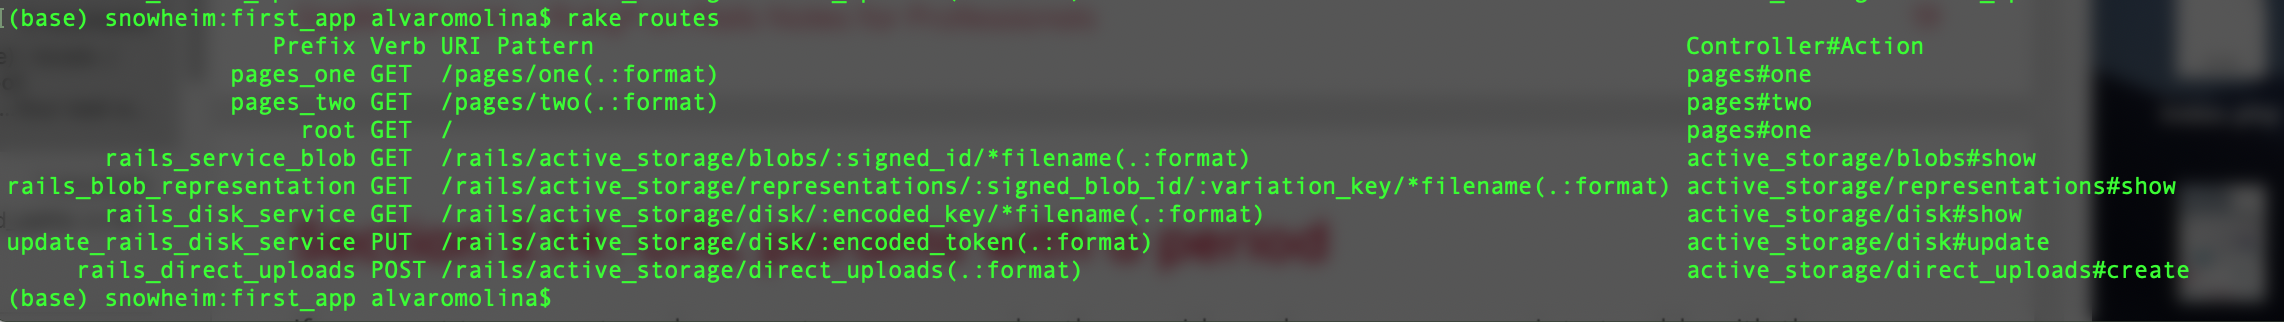 [(base) snowheim:first_app alvaromolina$ rake routes
Prefix Verb URI Pattern Controller#Action
pages_one GET /pages/one(.:format) pages#one
pages_two GET /pages/two(.:format) pages#two
root GET / pages#one
rails_service_blob GET /rails/active_storage/blobs/:signed_id/*filename(.:format) active_storage/blobs#show
rails_blob_representation GET /rails/active_storage/representations/:signed_blob_id/:variation_key/*filename(.:format) active_storage/representations#show
rails_disk_service GET /rails/active_storage/disk/:encoded_key/*filename(.:format) active_storage/disk#show
update_rails_disk_service PUT /rails/active_storage/disk/:encoded_token(.:format) active_storage/disk#update
rails_direct_uploads POST /rails/active_storage/direct_uploads(.:format) active_storage/direct_uploads#create
(base) snowheim:first_app alvaromolina$
period